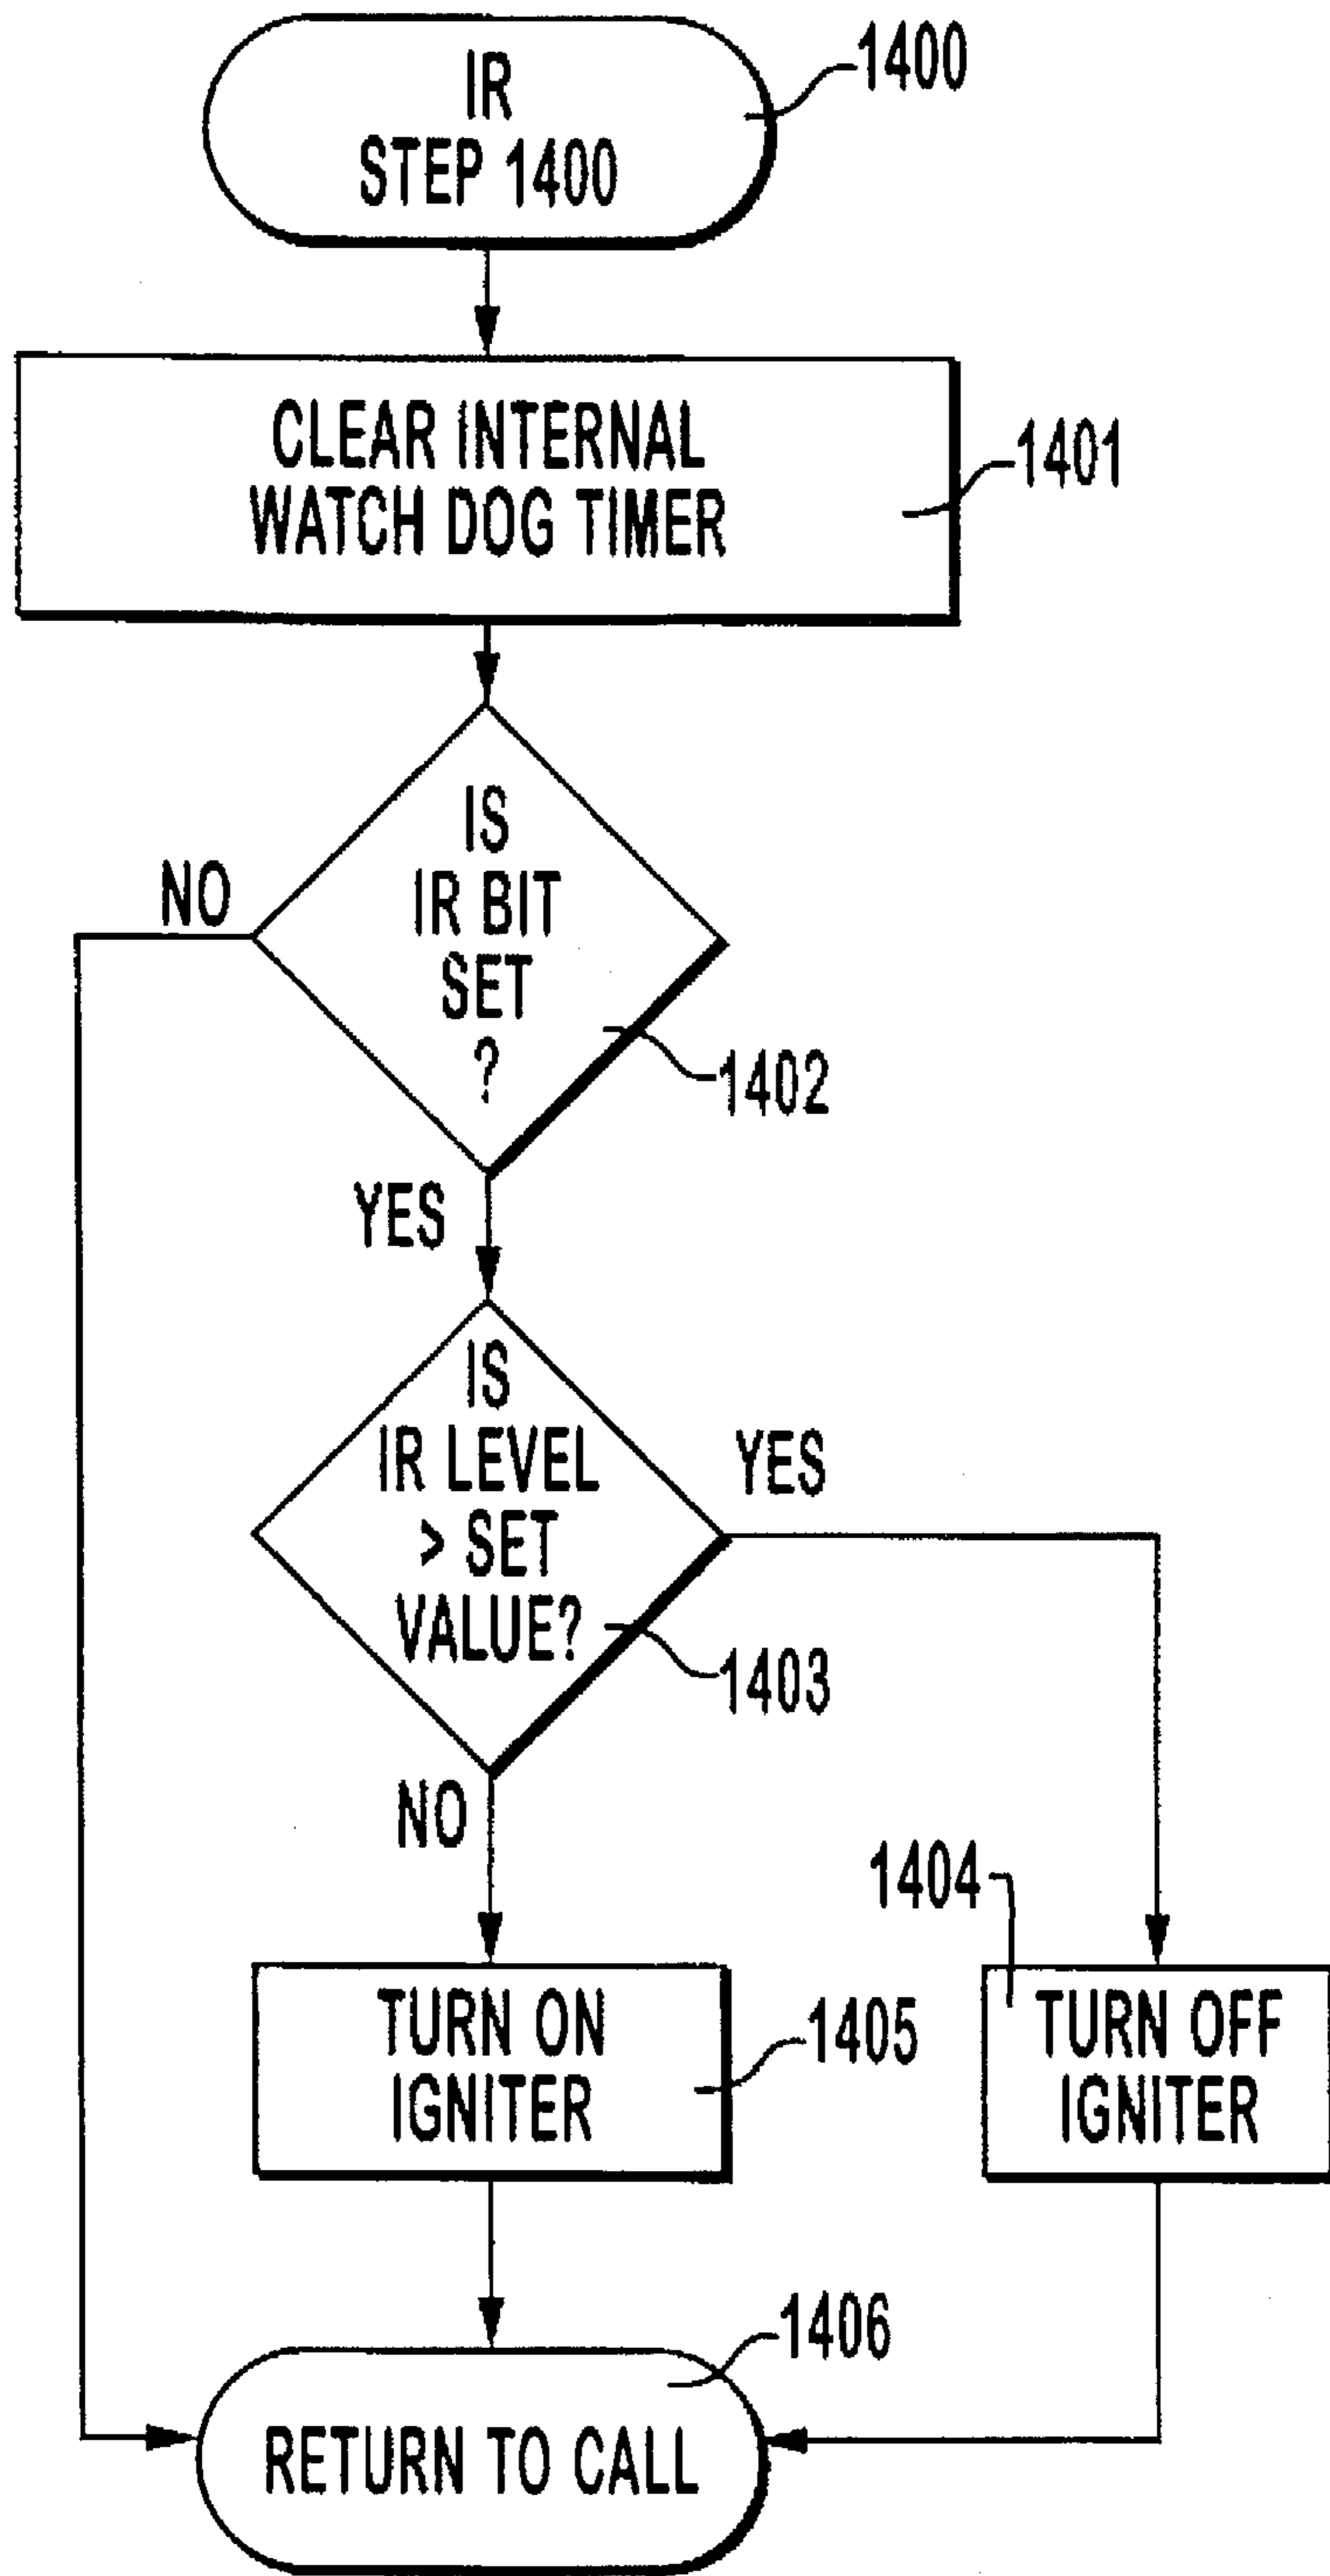 IR
STEP 1400
1400
CLEAR INTERNAL
WATCH DOG TIMER
1401
IS
IR BIT
SET
?
NO
1402
YES
IS
IR LEVEL
> SET
VALUE?
YES
1403
NO
1404
TURN ON
IGNITER
1405
TURN OFF
IGNITER
1406
RETURN TO CALL